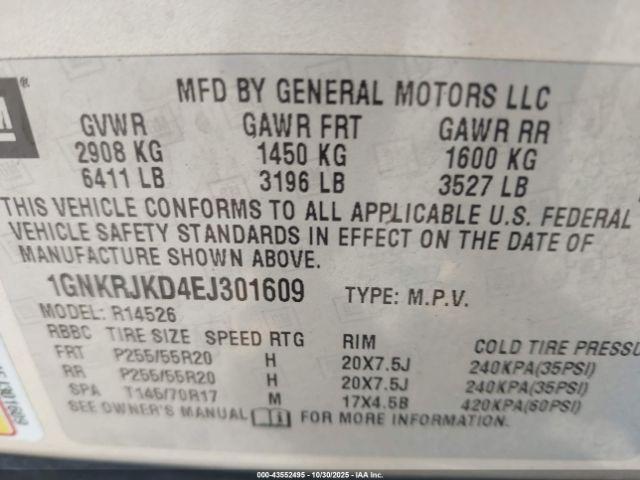 GM ®
MFD BY GENERAL MOTORS LLC
GVWR GAWR FRT GAWR RR
2908 KG 1450 KG 1600 KG
6411 LB 3196 LB 3527 LB
THIS VEHICLE CONFORMS TO ALL APPLICABLE U.S. FEDERAL
VEHICLE SAFETY STANDARDS IN EFFECT ON THE DATE OF
MANUFACTURE SHOWN ABOVE.
1GNKRJKD4EJ301609 TYPE: M.P.V.
MODEL: R14526
RBBC TIRE SIZE SPEED RTG RIM COLD TIRE PRESSU
FRT P255/55R20 H 20X7.5J 240KPA(35PSI)
RR P255/55R20 H 20X7.5J 240KPA(35PSI)
SPA T145/70R17 M 17X4.5B 420KPA(60PSI)
SEE OWNER'S MANUAL FOR MORE INFORMATION.
000-43552495 - 10/30/2025 - IAA Inc.